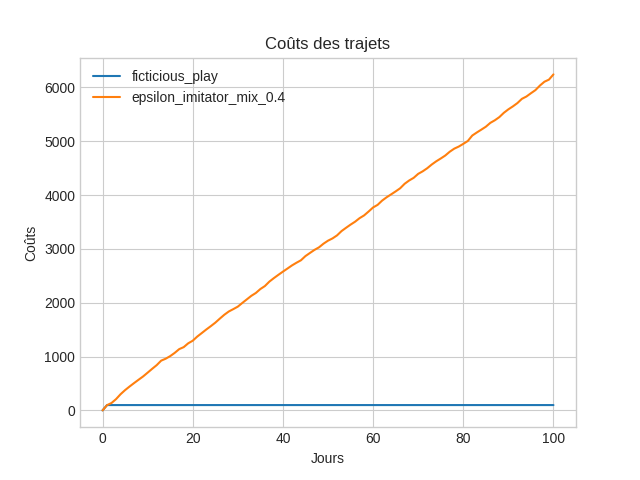 Coûts des trajets
ficticious_play
epsilon_imitator_mix_0.4
Coûts
6000
5000
4000
3000
2000
1000
0
0 20 40 60 80 100
Jours